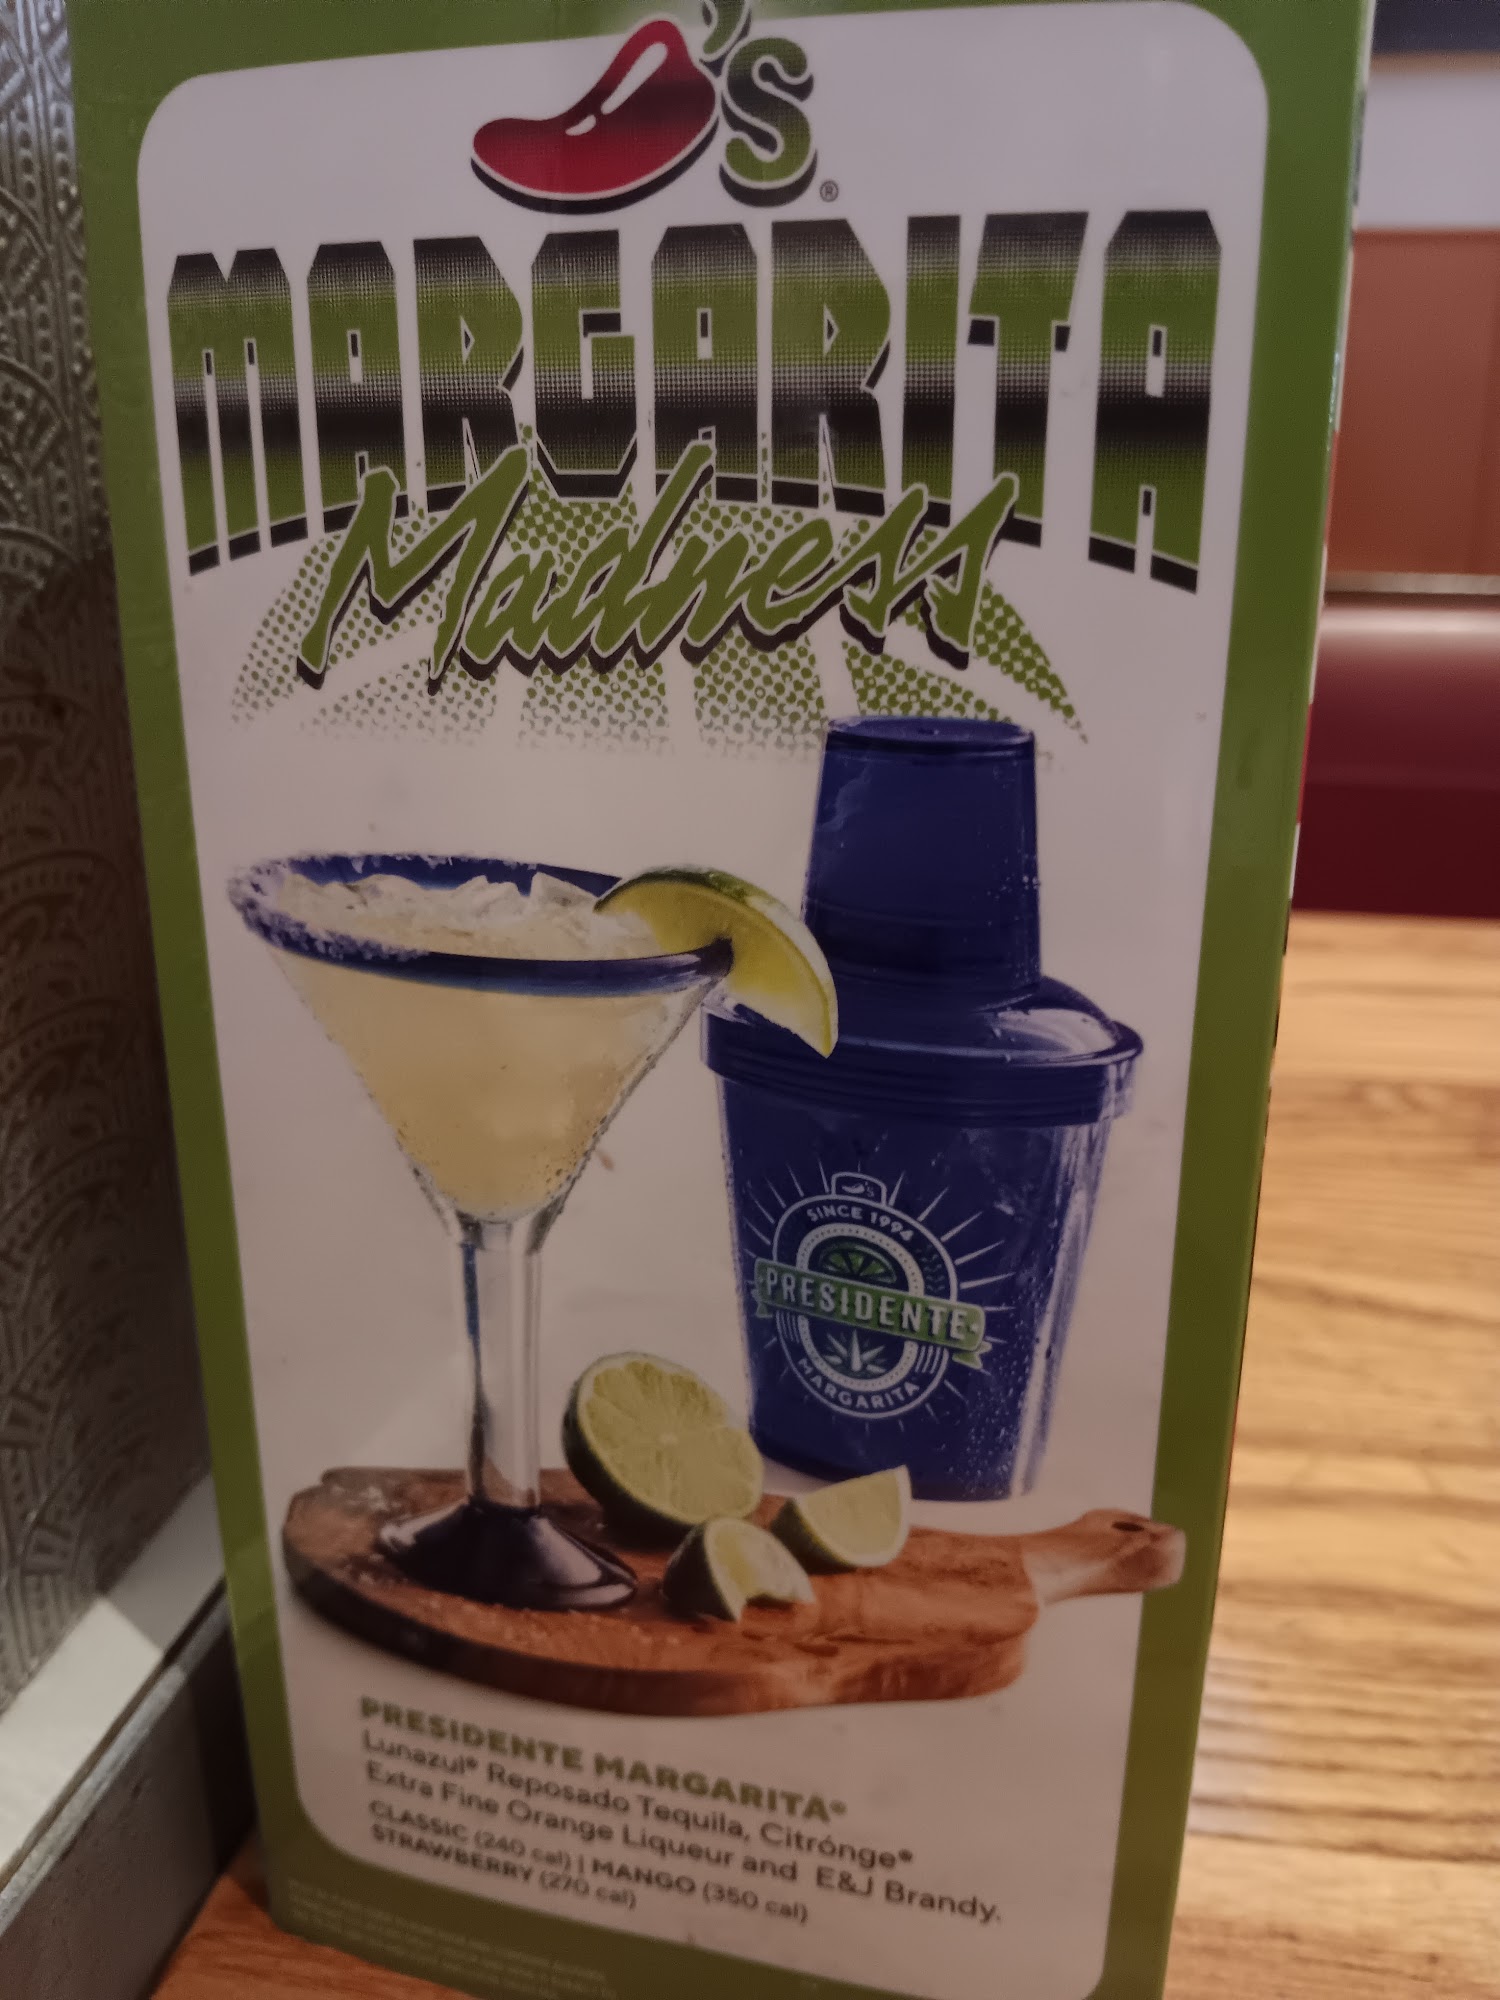 's®
MARGARITA
Madness
's
SINCE 1994
PRESIDENTE
MARGARITA
PRESIDENTE MARGARITA®
Lunazul® Reposado Tequila, Citrónge®
Extra Fine Orange Liqueur and E&J Brandy.
CLASSIC (240 cal) | MANGO (350 cal)
STRAWBERRY (270 cal)